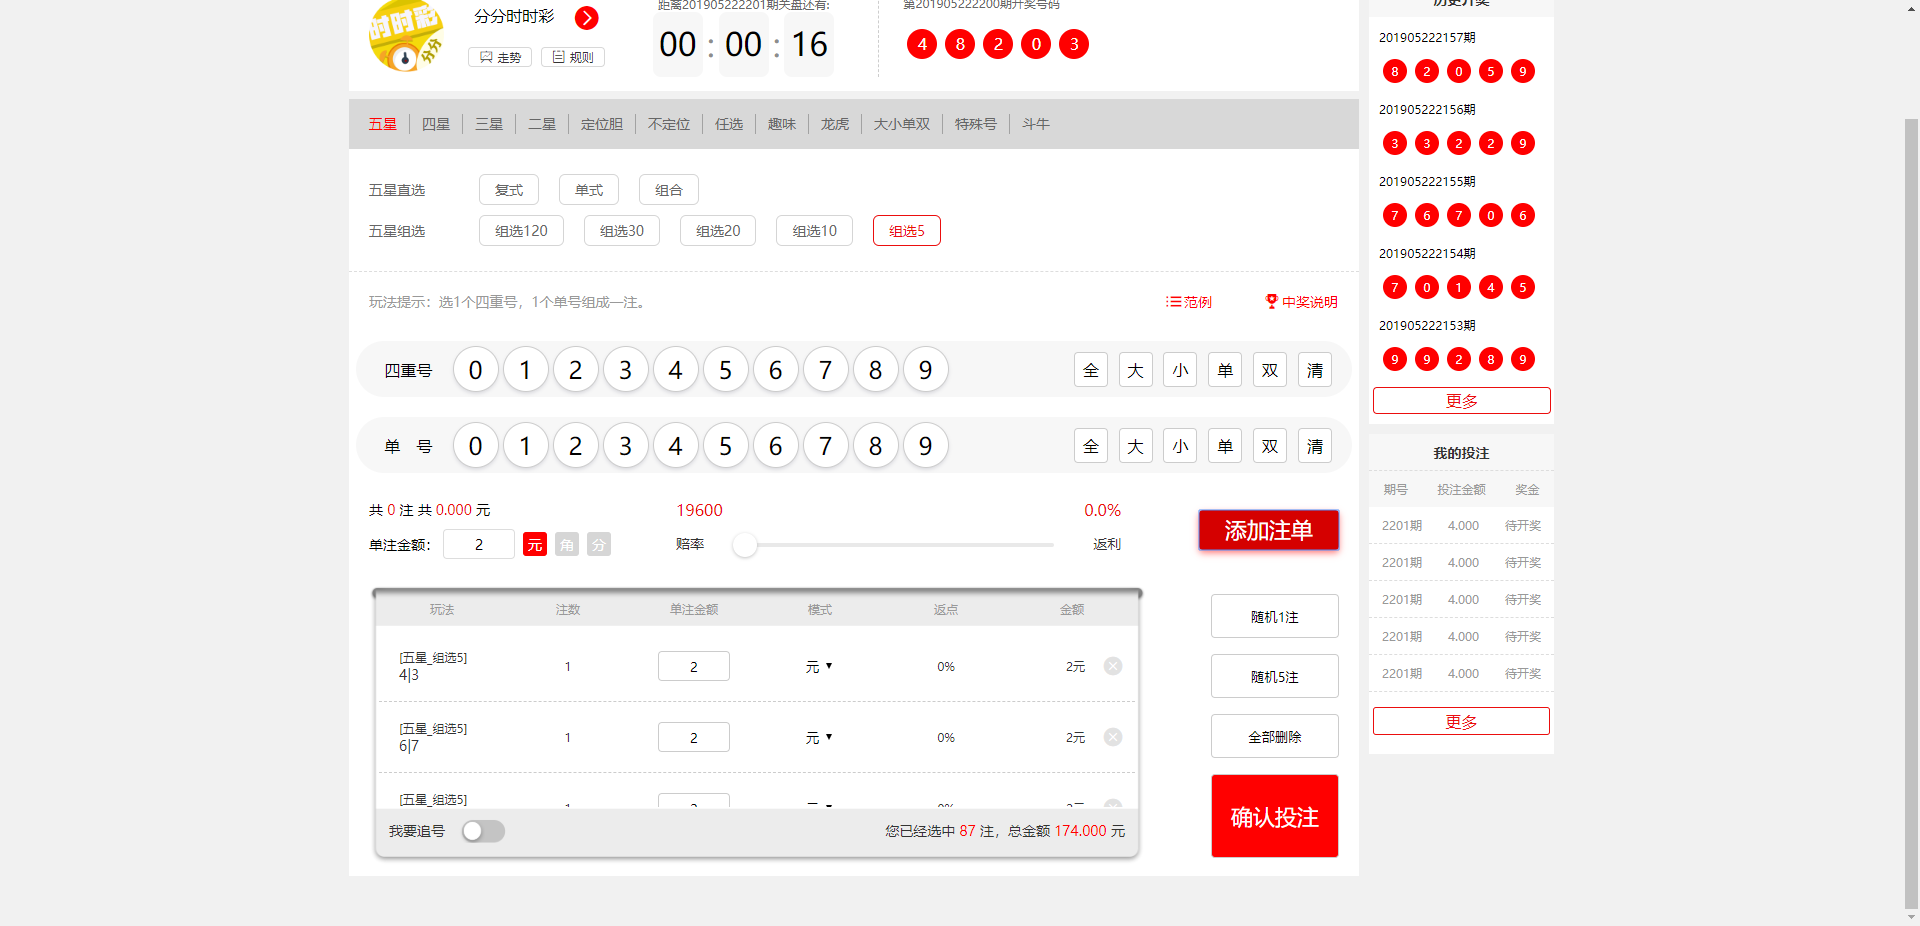 时时彩
分分
分分时时彩
走势
规则
距离201905222201期关盘还有:
00 : 00 : 16
第201905222200期开奖号码
4 8 2 0 3
五星 四星 三星 二星 定位胆 不定位 任选 趣味 龙虎 大小单双 特殊号 斗牛
五星直选 复式 单式 组合
五星组选 组选120 组选30 组选20 组选10 组选5
玩法提示：选1个四重号，1个单号组成一注。 范例 中奖说明
四重号 0 1 2 3 4 5 6 7 8 9 全 大 小 单 双 清
单 号 0 1 2 3 4 5 6 7 8 9 全 大 小 单 双 清
共 0 注 共 0.000 元 19600 0.0%
单注金额： 2 元 角 分 赔率 返利
添加注单
玩法 注数 单注金额 模式 返点 金额
[五星_组选5]
4|3 1 2 元 ▼ 0% 2元
[五星_组选5]
6|7 1 2 元 ▼ 0% 2元
[五星_组选5]
1 2 元 ▼ 0% 2元
我要追号 您已经选中 87 注，总金额 174.000 元
随机1注
随机5注
全部删除
确认投注
历史开奖
201905222157期
8 2 0 5 9
201905222156期
3 3 2 2 9
201905222155期
7 6 7 0 6
201905222154期
7 0 1 4 5
201905222153期
9 9 2 8 9
更多
我的投注
期号 投注金额 奖金
2201期 4.000 待开奖
2201期 4.000 待开奖
2201期 4.000 待开奖
2201期 4.000 待开奖
2201期 4.000 待开奖
更多